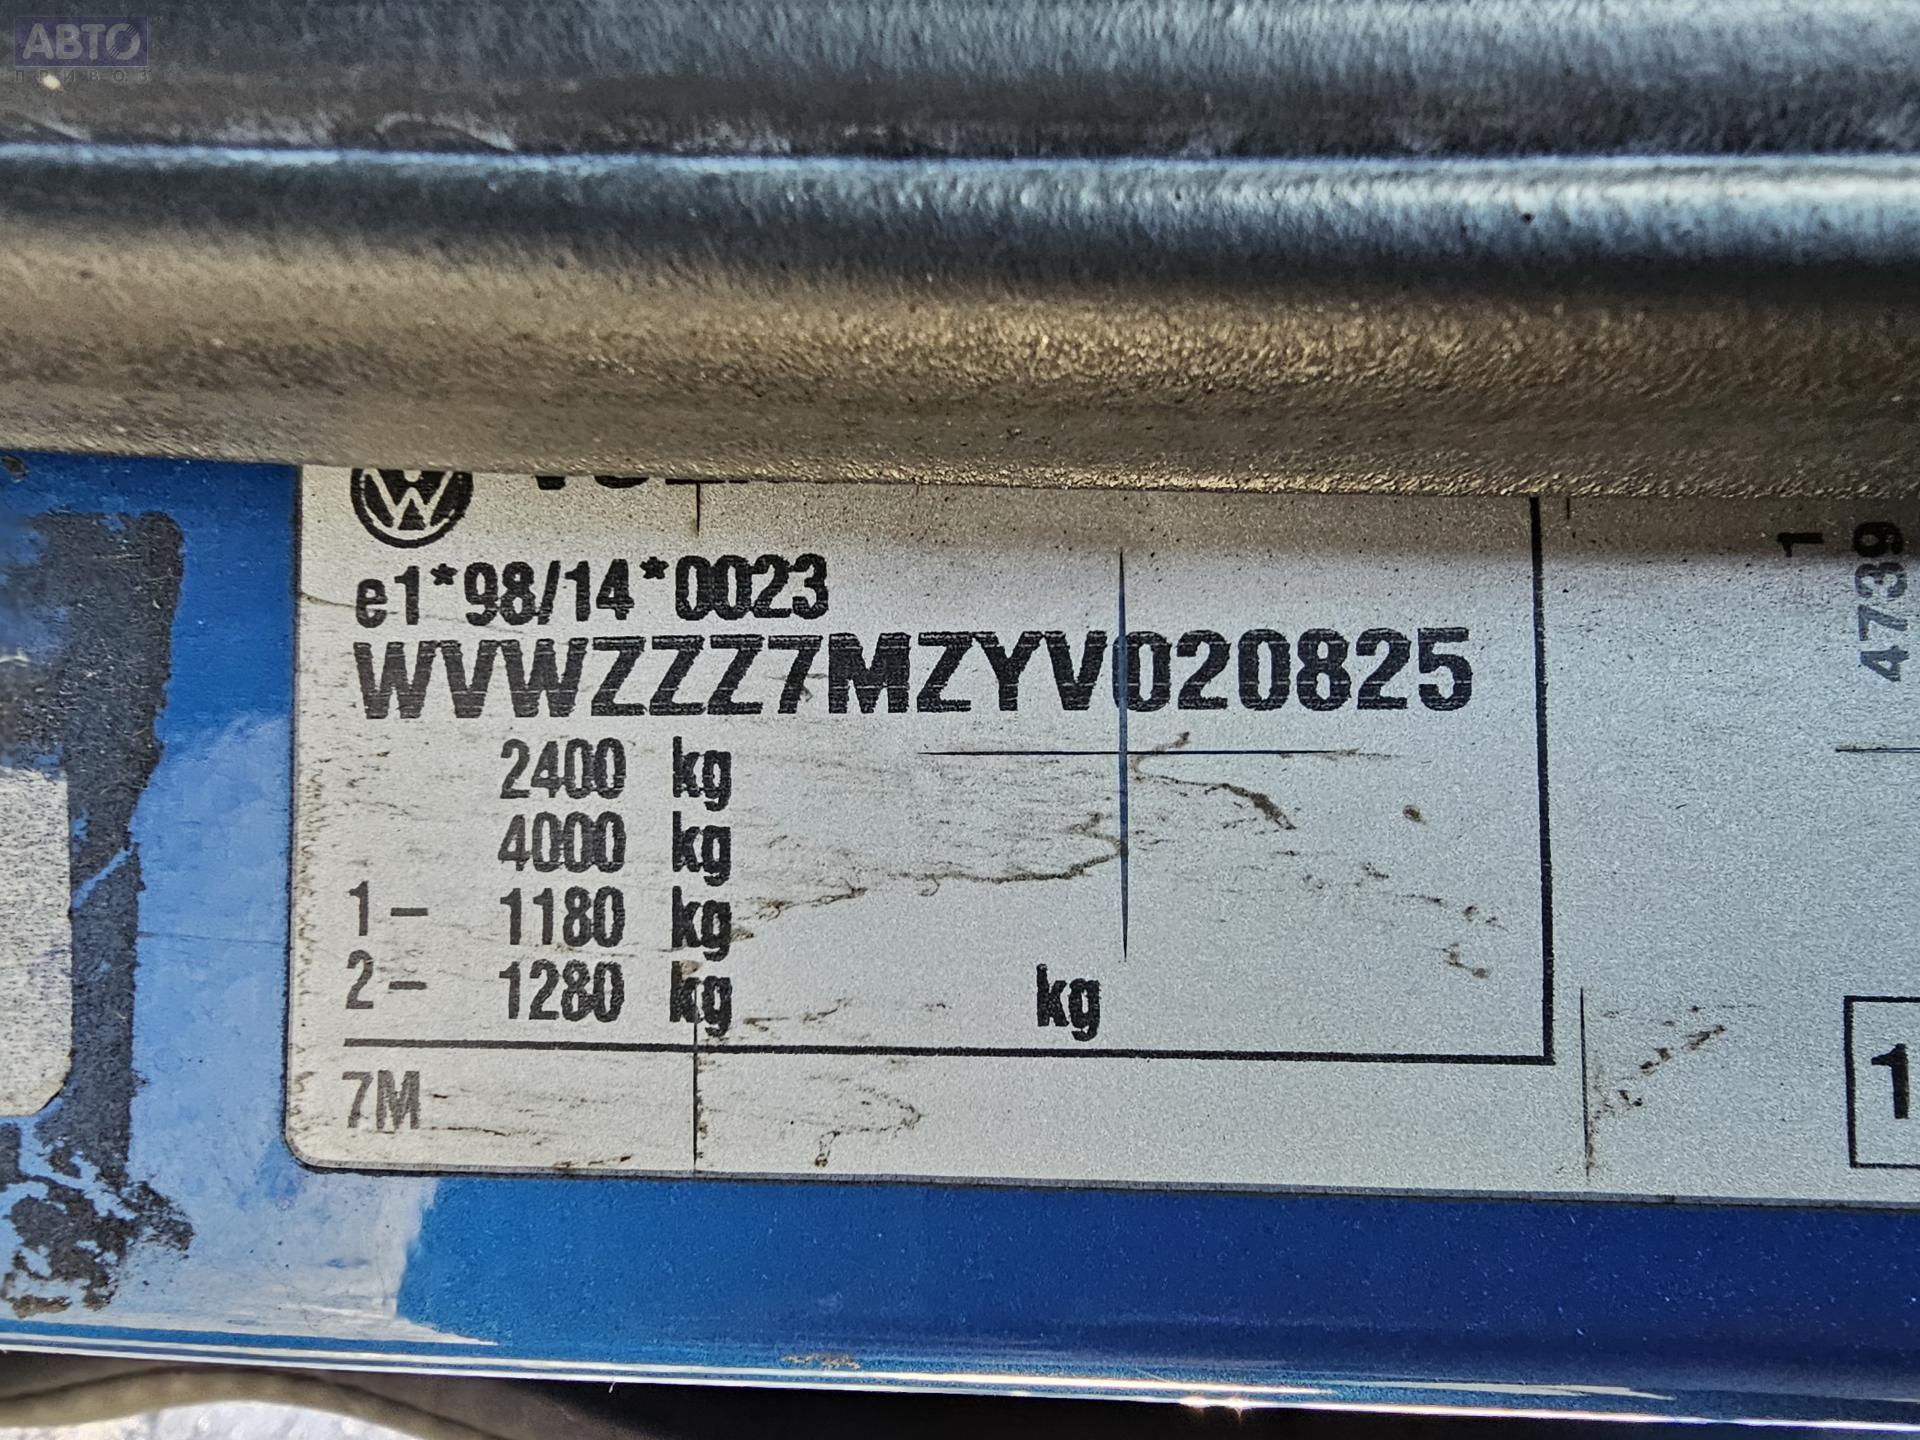 АВТО
ПРИВОЗ
e1*98/14*0023
WVWZZZ7MZYV020825
2400 kg
4000 kg
1- 1180 kg
2- 1280 kg kg
7M
1
4739
1